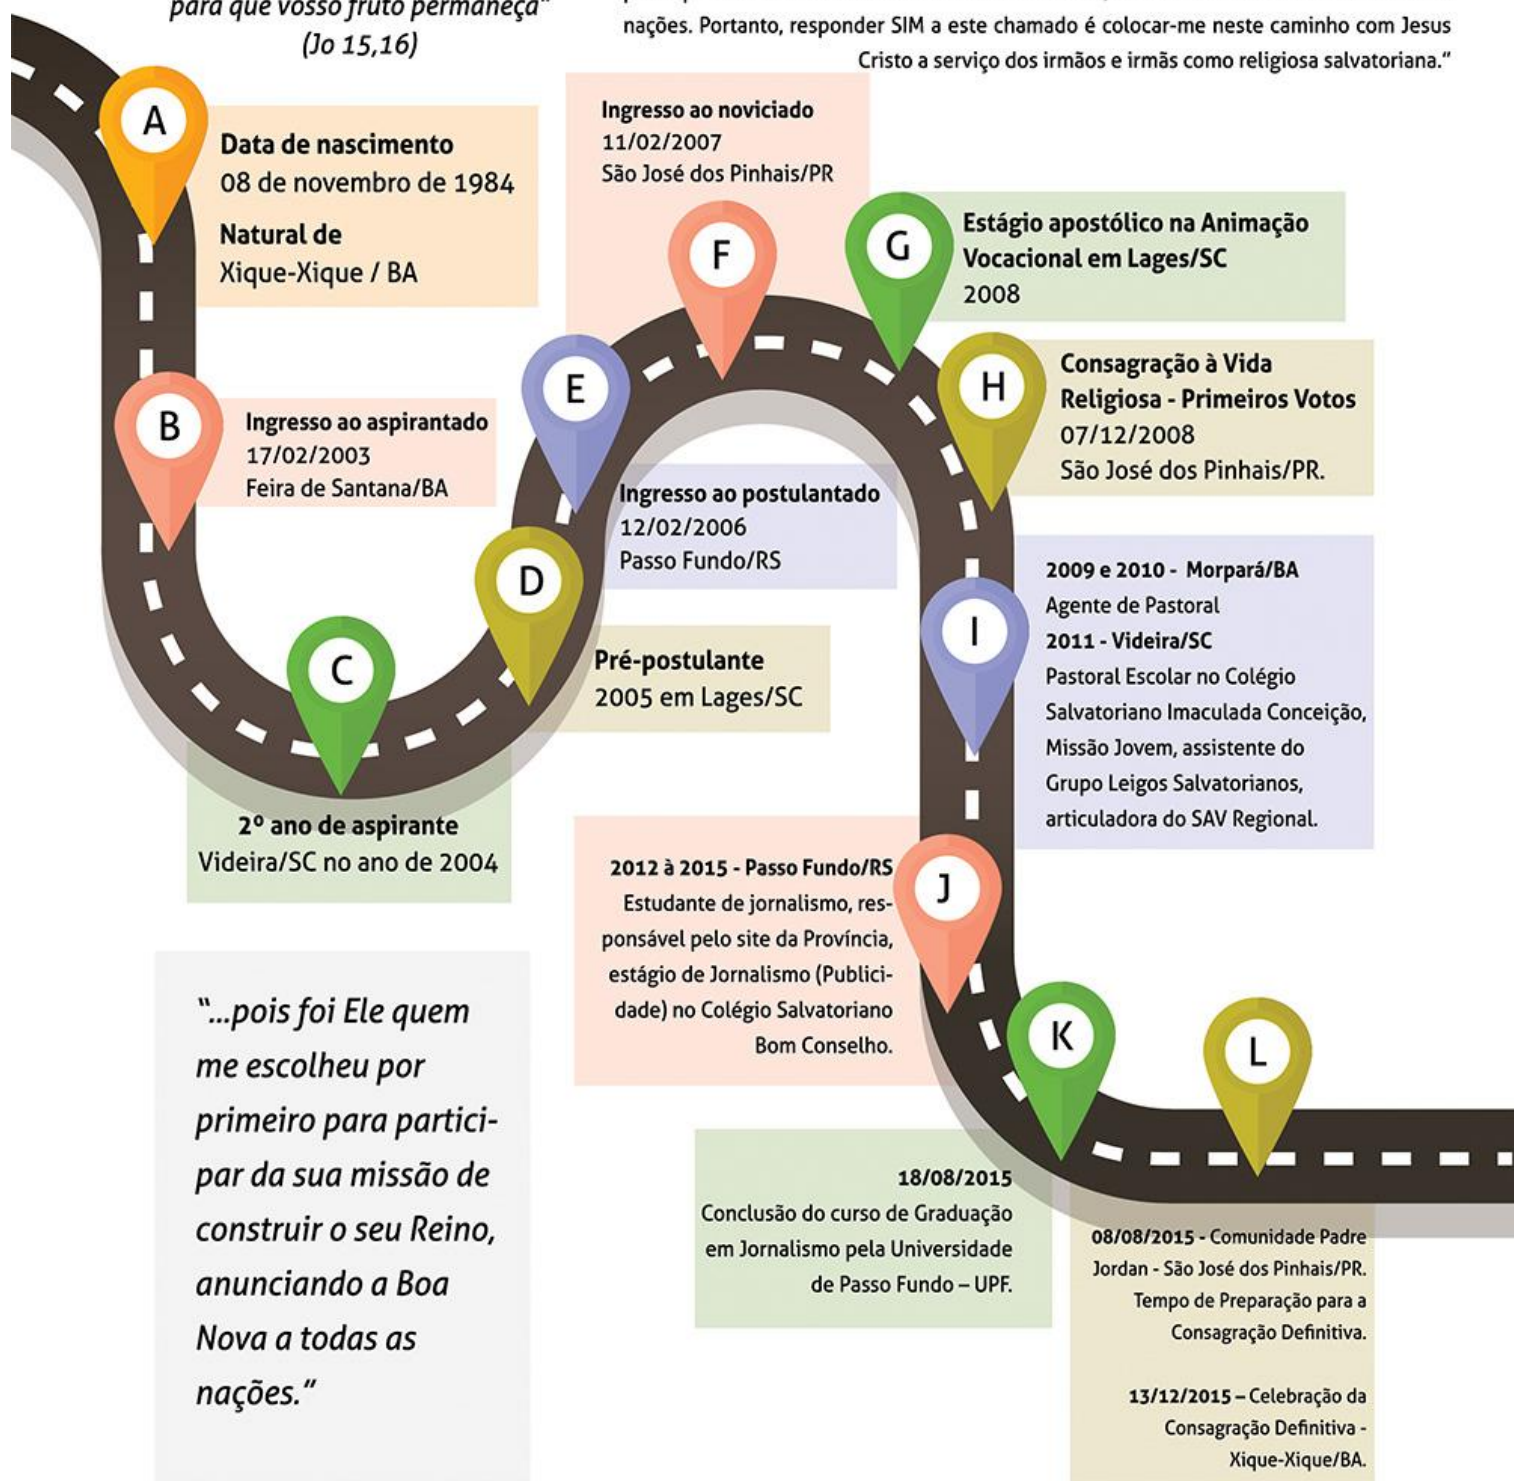 para que vosso fruto permaneça"
(Jo 15,16)
nações. Portanto, responder SIM a este chamado é colocar-me neste caminho com Jesus
Cristo a serviço dos irmãos e irmãs como religiosa salvatoriana."
A
Data de nascimento
08 de novembro de 1984
Natural de
Xique-Xique / BA
B
Ingresso ao aspirantado
17/02/2003
Feira de Santana/BA
C
2º ano de aspirante
Videira/SC no ano de 2004
D
Pré-postulante
2005 em Lages/SC
E
Ingresso ao postulantado
12/02/2006
Passo Fundo/RS
Ingresso ao noviciado
11/02/2007
São José dos Pinhais/PR
F
G
Estágio apostólico na Animação
Vocacional em Lages/SC
2008
H
Consagração à Vida
Religiosa - Primeiros Votos
07/12/2008
São José dos Pinhais/PR.
I
2009 e 2010 - Morpará/BA
Agente de Pastoral
2011 - Videira/SC
Pastoral Escolar no Colégio
Salvatoriano Imaculada Conceição,
Missão Jovem, assistente do
Grupo Leigos Salvatorianos,
articuladora do SAV Regional.
J
2012 à 2015 - Passo Fundo/RS
Estudante de jornalismo, res-
ponsável pelo site da Província,
estágio de Jornalismo (Publici-
dade) no Colégio Salvatoriano
Bom Conselho.
K
18/08/2015
Conclusão do curso de Graduação
em Jornalismo pela Universidade
de Passo Fundo – UPF.
L
08/08/2015 - Comunidade Padre
Jordan - São José dos Pinhais/PR.
Tempo de Preparação para a
Consagração Definitiva.
13/12/2015 – Celebração da
Consagração Definitiva -
Xique-Xique/BA.
"...pois foi Ele quem
me escolheu por
primeiro para partici-
par da sua missão de
construir o seu Reino,
anunciando a Boa
Nova a todas as
nações."